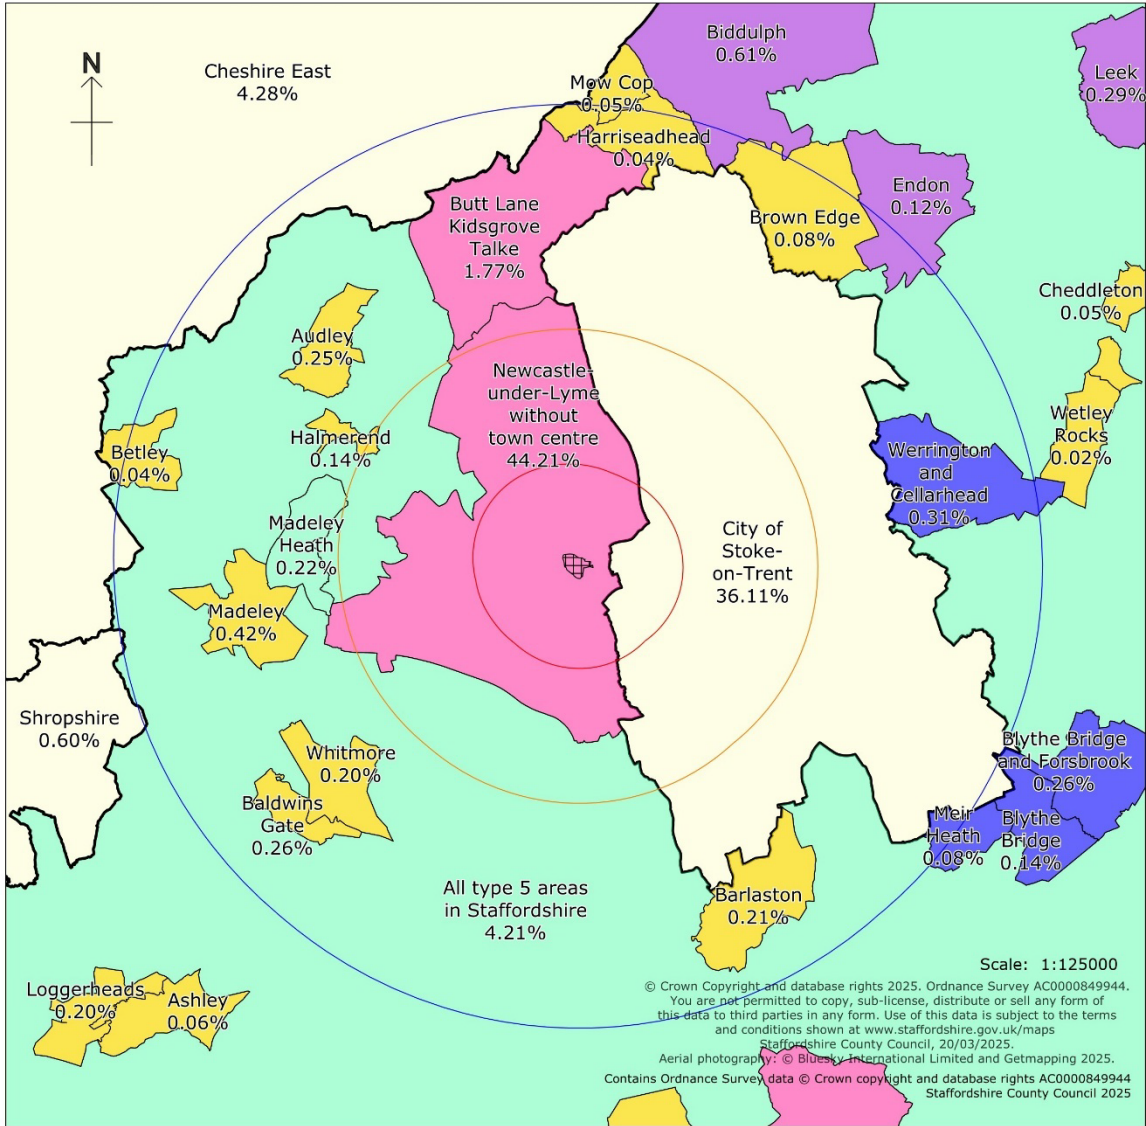 N
Cheshire East
4.28%
Biddulph
0.61%
Leek
0.29%
Mow Cop
0.05%
Harriseadhead
0.04%
Endon
0.12%
Brown Edge
0.08%
Butt Lane
Kidsgrove
Talke
1.77%
Cheddleton
0.05%
Audley
0.25%
Newcastle-
under-Lyme
without
town centre
44.21%
Wetley
Rocks
0.02%
Halmerend
0.14%
Betley
0.04%
Werrington
and
Cellarhead
0.31%
Madeley
Heath
0.22%
City of
Stoke-
on-Trent
36.11%
Madeley
0.42%
Shropshire
0.60%
Whitmore
0.20%
Baldwins
Gate
0.26%
Blythe Bridge
and Forsbrook
0.26%
Meir
Heath
0.08%
Blythe
Bridge
0.14%
All type 5 areas
in Staffordshire
4.21%
Barlaston
0.21%
Loggerheads
0.20%
Ashley
0.06%
Scale: 1:125000
© Crown Copyright and database rights 2025. Ordnance Survey AC0000849944.
You are not permitted to copy, sub-license, distribute or sell any form of
this data to third parties in any form. Use of this data is subject to the terms
and conditions shown at www.staffordshire.gov.uk/maps
Staffordshire County Council, 20/03/2025.
Aerial photography: © Bluesky International Limited and Getmapping 2025.
Contains Ordnance Survey data © Crown copyright and database rights AC0000849944
Staffordshire County Council 2025